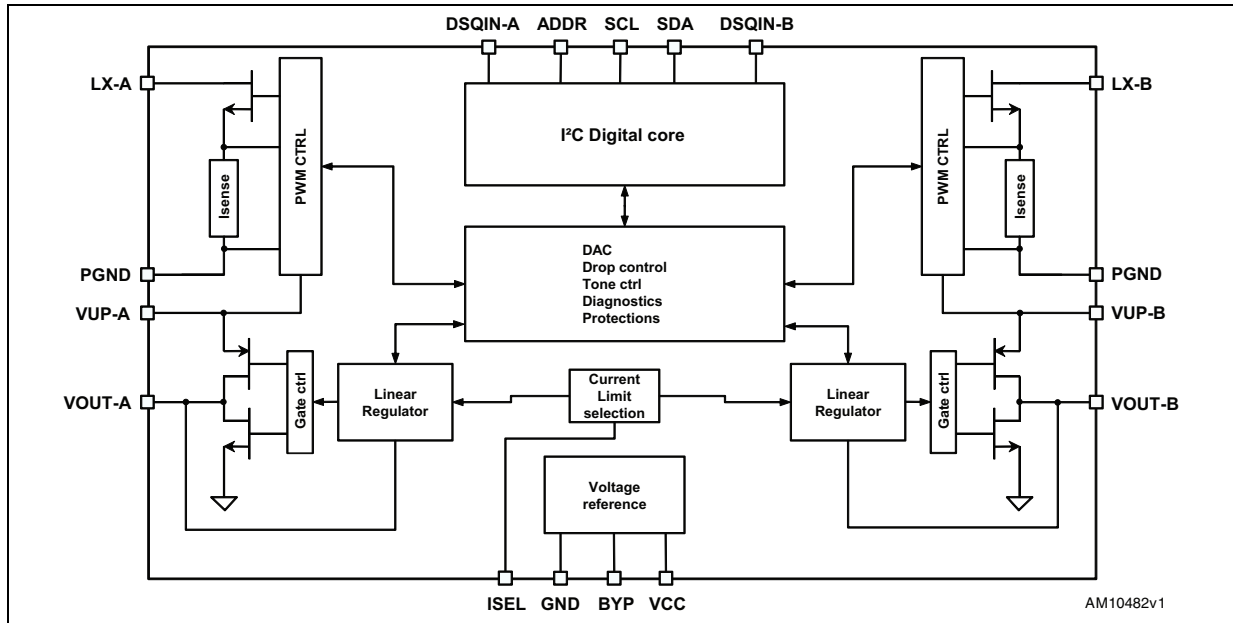 DSQIN-A ADDR SCL SDA DSQIN-B
LX-A
LX-B
I²C Digital core
PWM CTRL
PWM CTRL
Isense
Isense
DAC
Drop control
Tone ctrl
Diagnostics
Protections
PGND
PGND
VUP-A
VUP-B
Gate ctrl
Linear
Regulator
Current
Limit
selection
Linear
Regulator
Gate ctrl
VOUT-A
VOUT-B
Voltage
reference
ISEL GND BYP VCC
AM10482v1